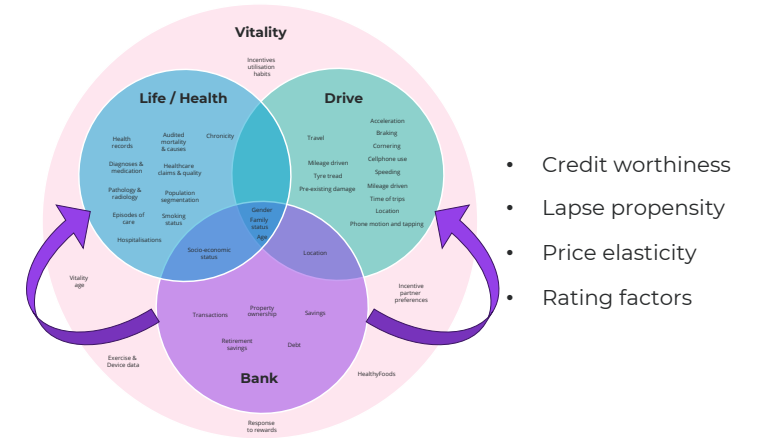 Vitality
Incentives
utilisation
habits
Life / Health
Health
records
Audited
mortality
& causes
Chronicity
Diagnoses &
medication
Healthcare
claims & quality
Pathology &
radiology
Population
segmentation
Episodes of
care
Smoking
status
Hospitalisations
Drive
Acceleration
Braking
Travel
Cornering
Cellphone use
Mileage driven
Speeding
Tyre tread
Mileage driven
Pre-existing damage
Time of trips
Location
Phone motion and tapping
Gender
Family
status
Age
Socio-economic
status
Location
Vitality
age
Incentive
partner
preferences
Transactions
Property
ownership
Savings
Retirement
savings
Debt
Bank
Exercise &
Device data
HealthyFoods
Response
to rewards
• Credit worthiness
• Lapse propensity
• Price elasticity
• Rating factors